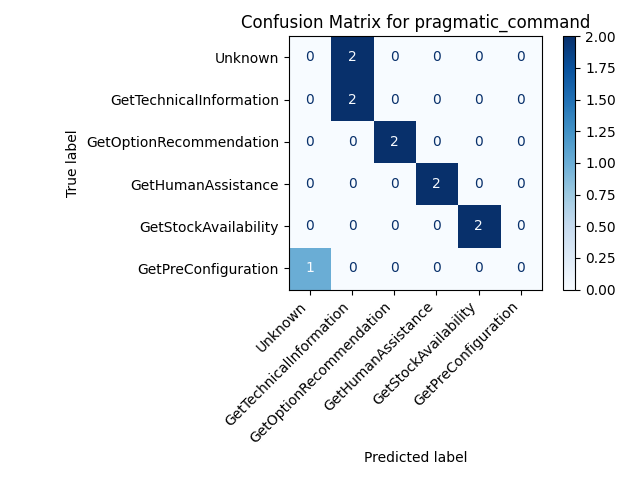 Confusion Matrix for pragmatic_command
True label
Unknown 0 2 0 0 0 0
GetTechnicalInformation 0 2 0 0 0 0
GetOptionRecommendation 0 0 2 0 0 0
GetHumanAssistance 0 0 0 2 0 0
GetStockAvailability 0 0 0 0 2 0
GetPreConfiguration 1 0 0 0 0 0
Unknown
GetTechnicalInformation
GetOptionRecommendation
GetHumanAssistance
GetStockAvailability
GetPreConfiguration
Predicted label
2.00
1.75
1.50
1.25
1.00
0.75
0.50
0.25
0.00